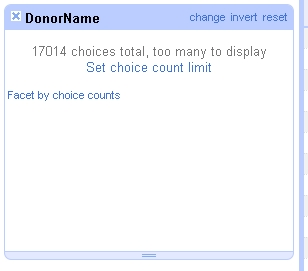 DonorName change invert reset
17014 choices total, too many to display
Set choice count limit
Facet by choice counts